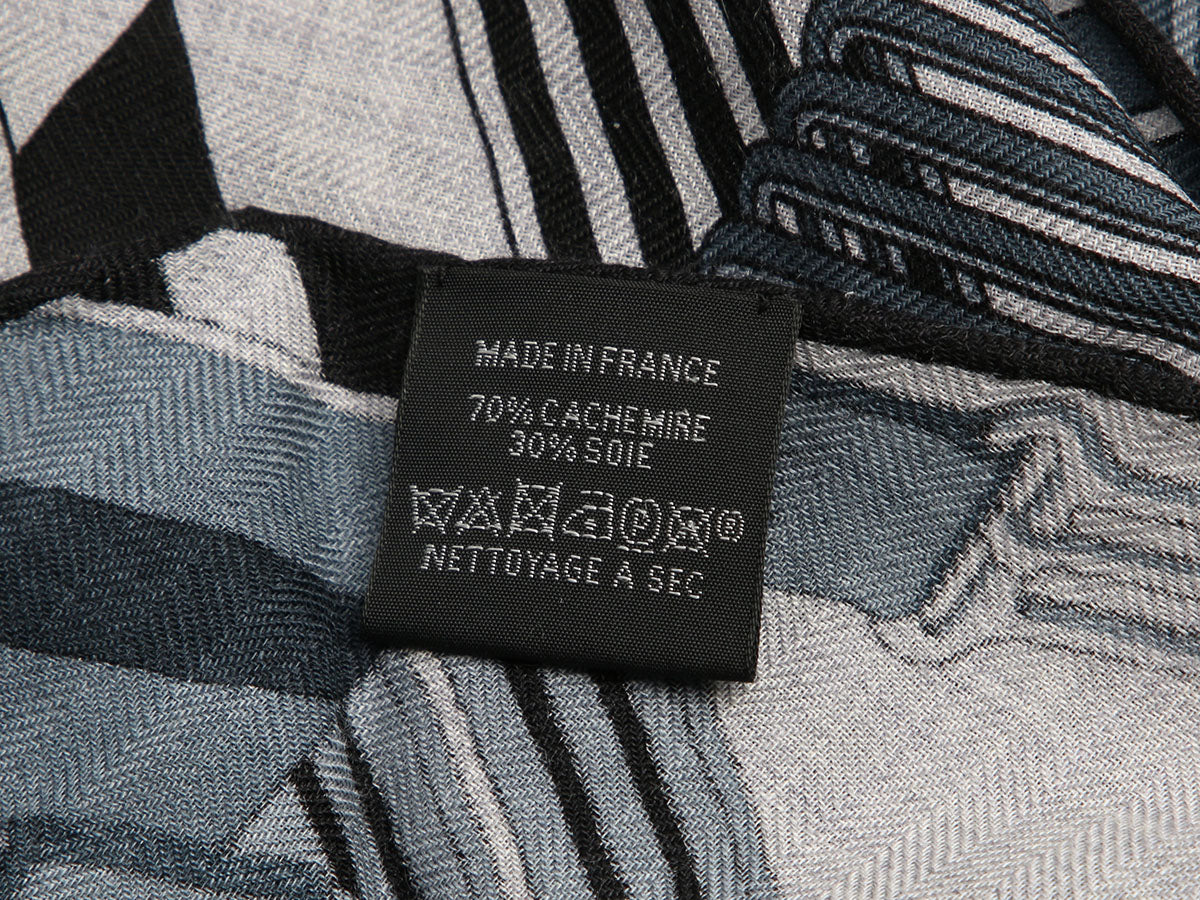 MADE IN FRANCE
70% CACHEMIRE
30% SOIE
P ®
NETTOYAGE A SEC